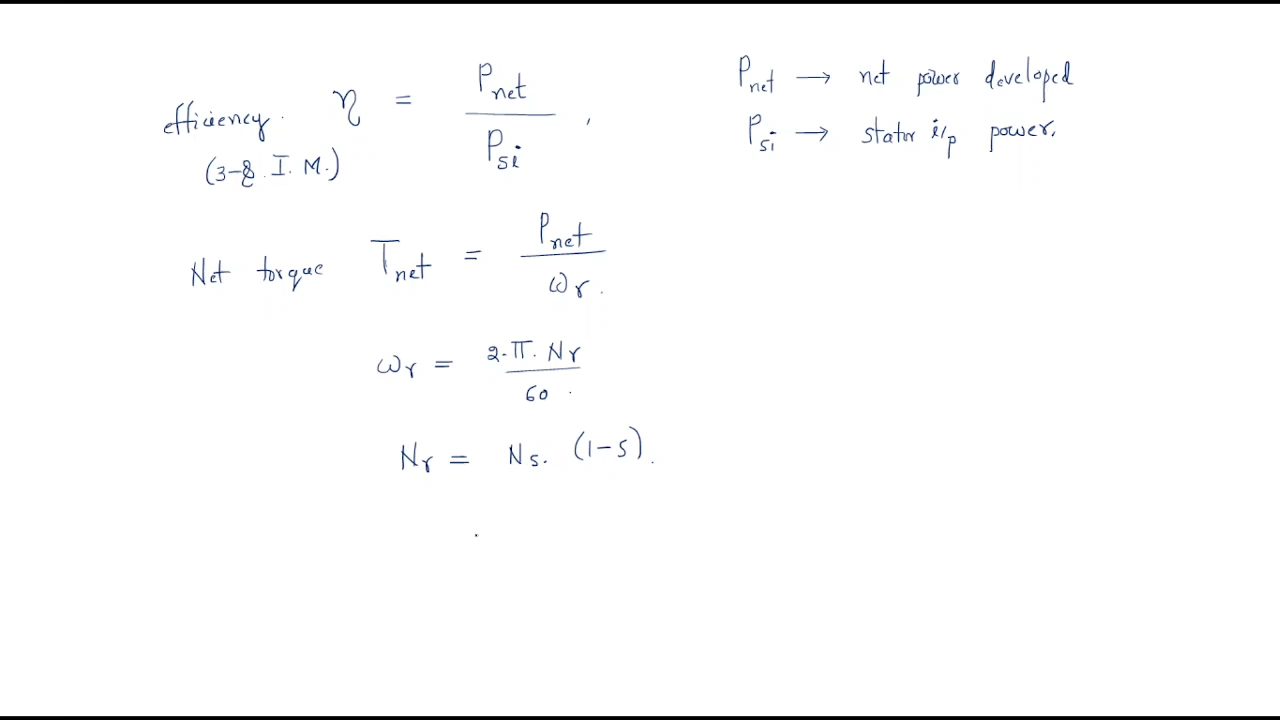 efficiency. η = P_net / P_si ,
(3-φ. I. M.)
P_net → net power developed
P_si → stator i/p power.
Net torque T_net = P_net / ω_r .
ω_r = 2.π. N_r / 60 .
N_r = N_s. (1-s) .